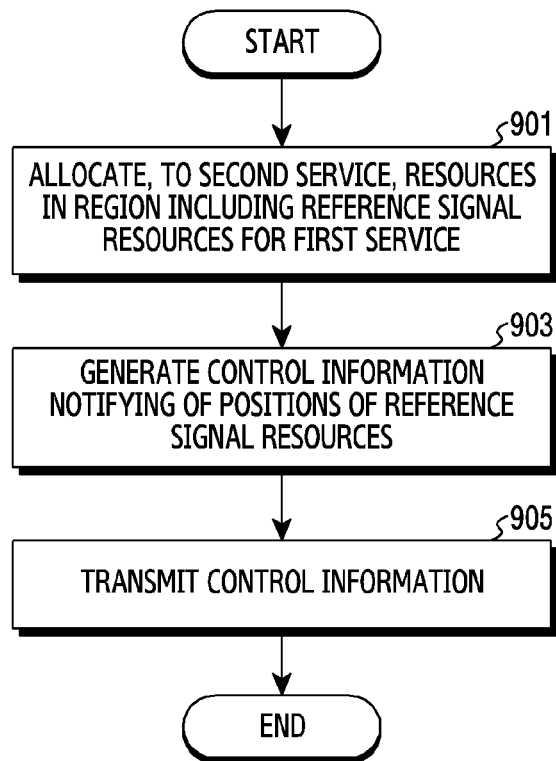 START
901
ALLOCATE, TO SECOND SERVICE, RESOURCES
IN REGION INCLUDING REFERENCE SIGNAL
RESOURCES FOR FIRST SERVICE
903
GENERATE CONTROL INFORMATION
NOTIFYING OF POSITIONS OF REFERENCE
SIGNAL RESOURCES
905
TRANSMIT CONTROL INFORMATION
END